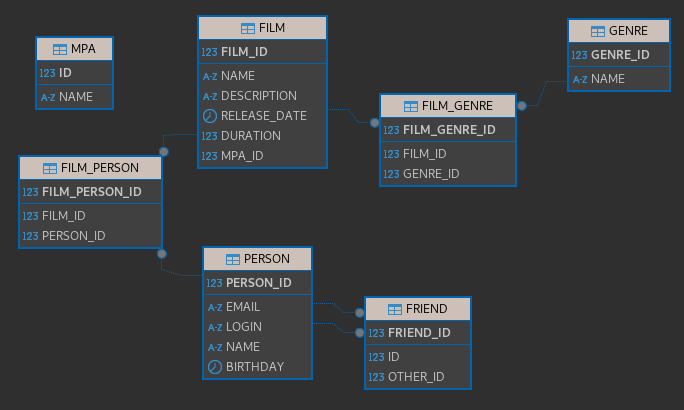 MPA
123 ID
A-Z NAME
FILM
123 FILM_ID
A-Z NAME
A-Z DESCRIPTION
RELEASE_DATE
123 DURATION
123 MPA_ID
GENRE
123 GENRE_ID
A-Z NAME
FILM_GENRE
123 FILM_GENRE_ID
123 FILM_ID
123 GENRE_ID
FILM_PERSON
123 FILM_PERSON_ID
123 FILM_ID
123 PERSON_ID
PERSON
123 PERSON_ID
A-Z EMAIL
A-Z LOGIN
A-Z NAME
BIRTHDAY
FRIEND
123 FRIEND_ID
123 ID
123 OTHER_ID